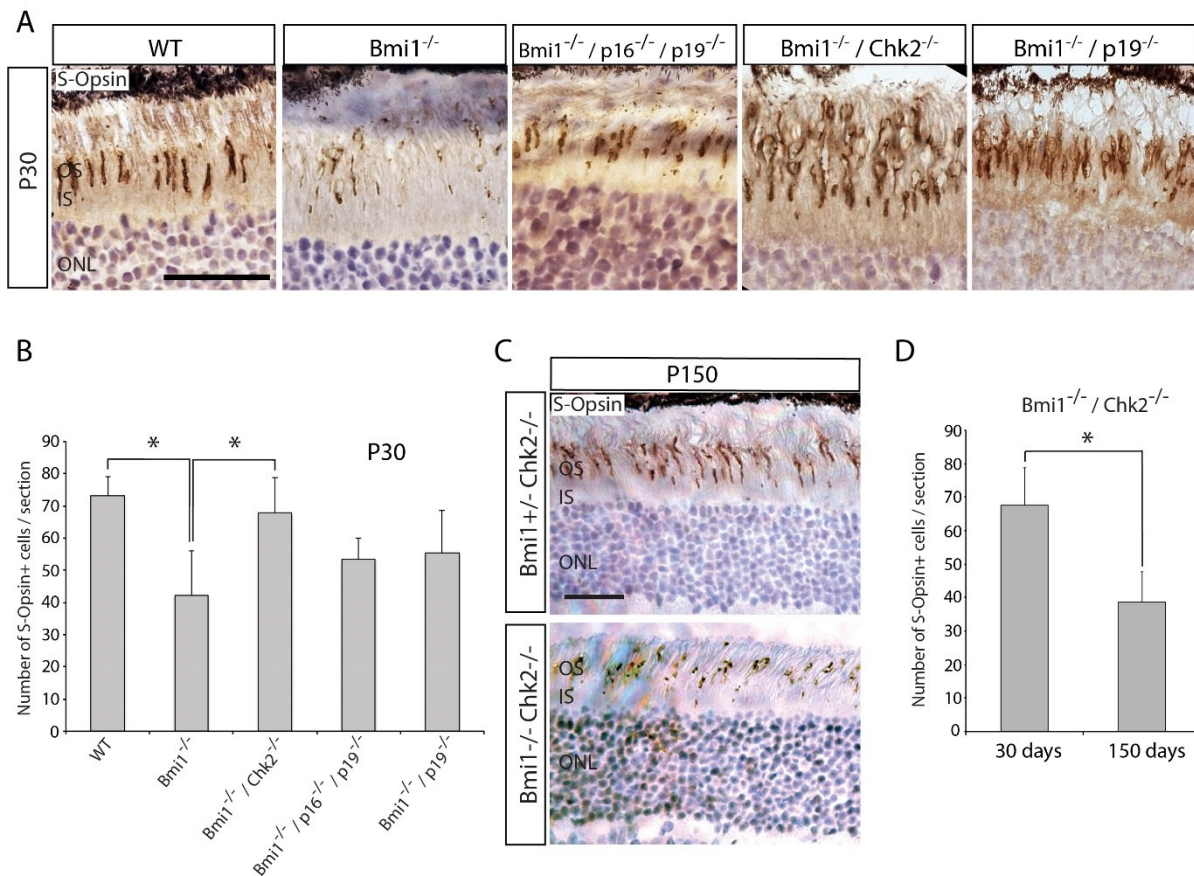 A
WT
Bmi1-/-
Bmi1-/- / p16-/- / p19-/-
Bmi1-/- / Chk2-/-
Bmi1-/- / p19-/-
P30
S-Opsin
OS
IS
ONL
B
P30
Number of S-Opsin+ cells / section
90
80
70
60
50
40
30
20
10
0
*
*
WT
Bmi1-/-
Bmi1-/- / Chk2-/-
Bmi1-/- / p16-/- / p19-/-
Bmi1-/- / p19-/-
C
P150
Bmi1+/- Chk2-/-
S-Opsin
OS
IS
ONL
Bmi1-/- Chk2-/-
OS
IS
ONL
D
Bmi1-/- / Chk2-/-
*
Number of S-Opsin+ cells / section
90
80
70
60
50
40
30
20
10
0
30 days
150 days